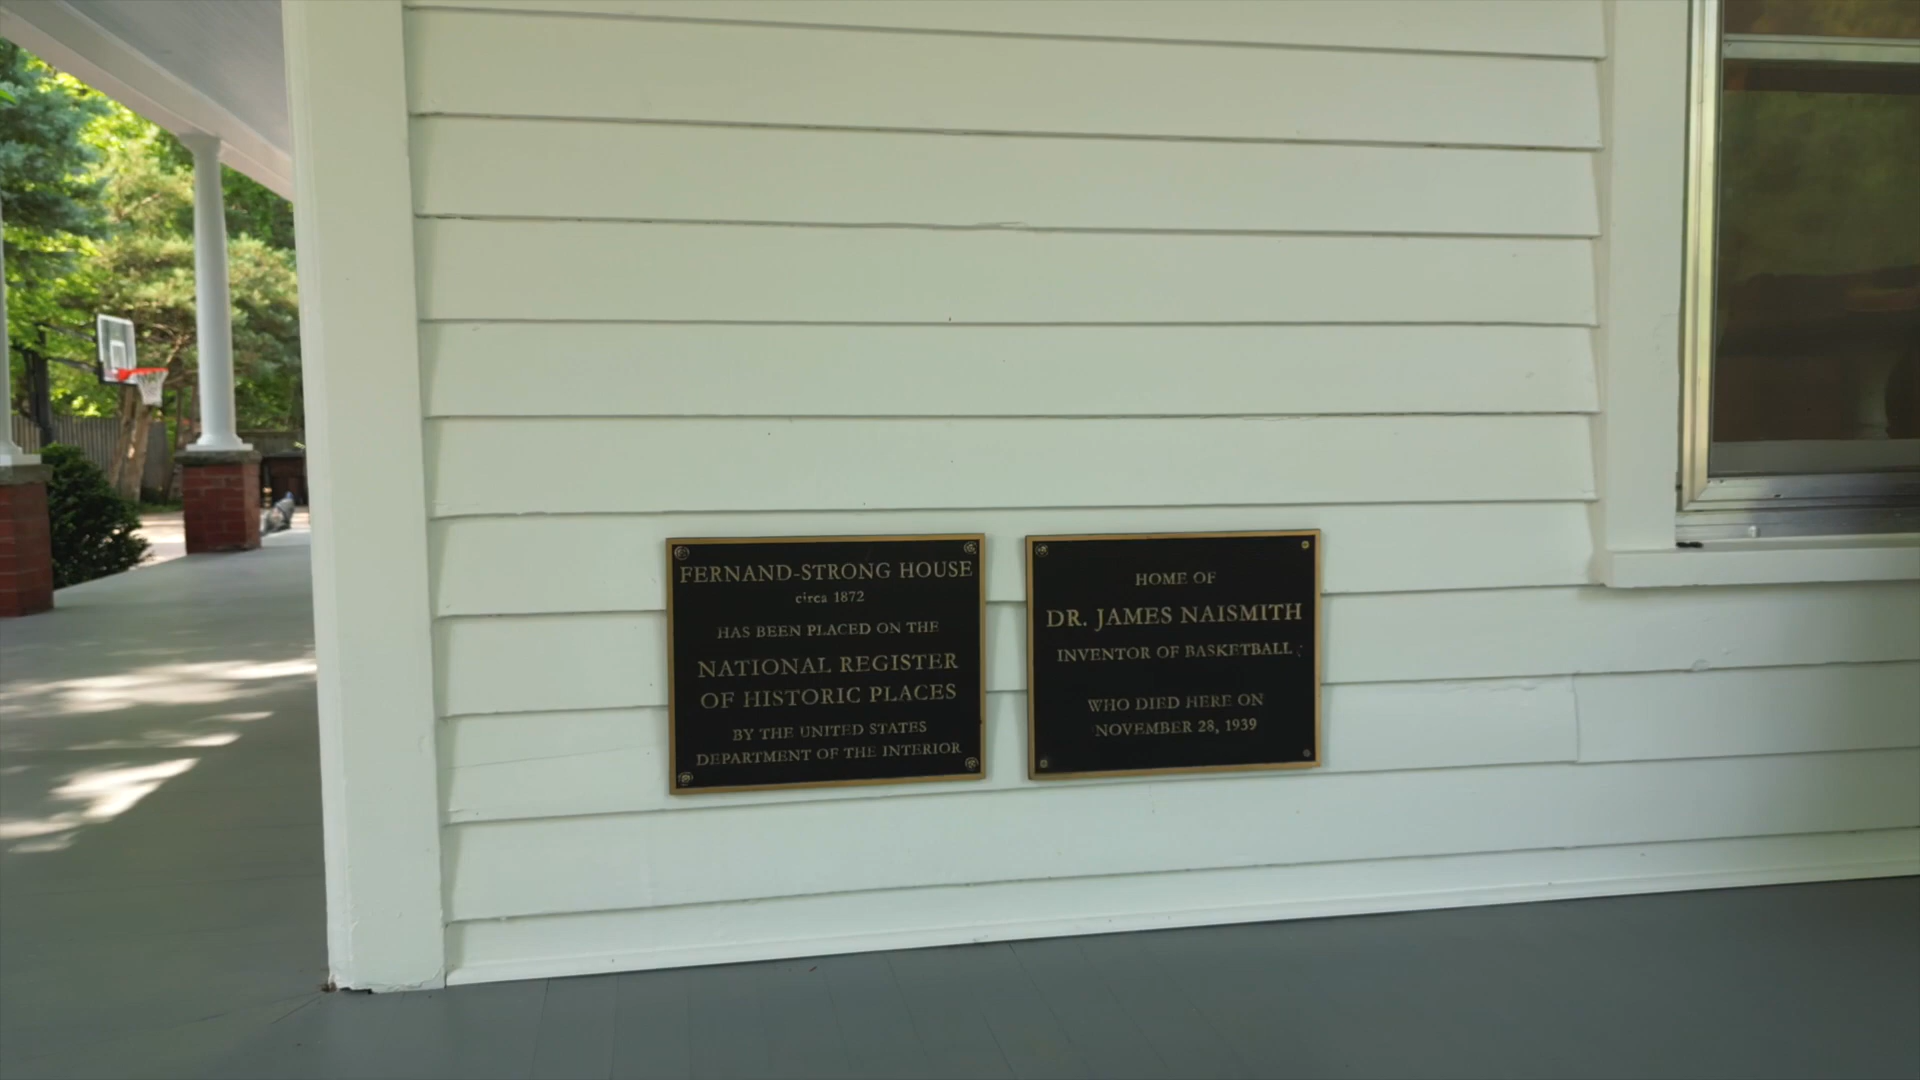 FERNAND-STRONG HOUSE
circa 1872
HAS BEEN PLACED ON THE
NATIONAL REGISTER
OF HISTORIC PLACES
BY THE UNITED STATES
DEPARTMENT OF THE INTERIOR
HOME OF
DR. JAMES NAISMITH
INVENTOR OF BASKETBALL
WHO DIED HERE ON
NOVEMBER 28, 1939